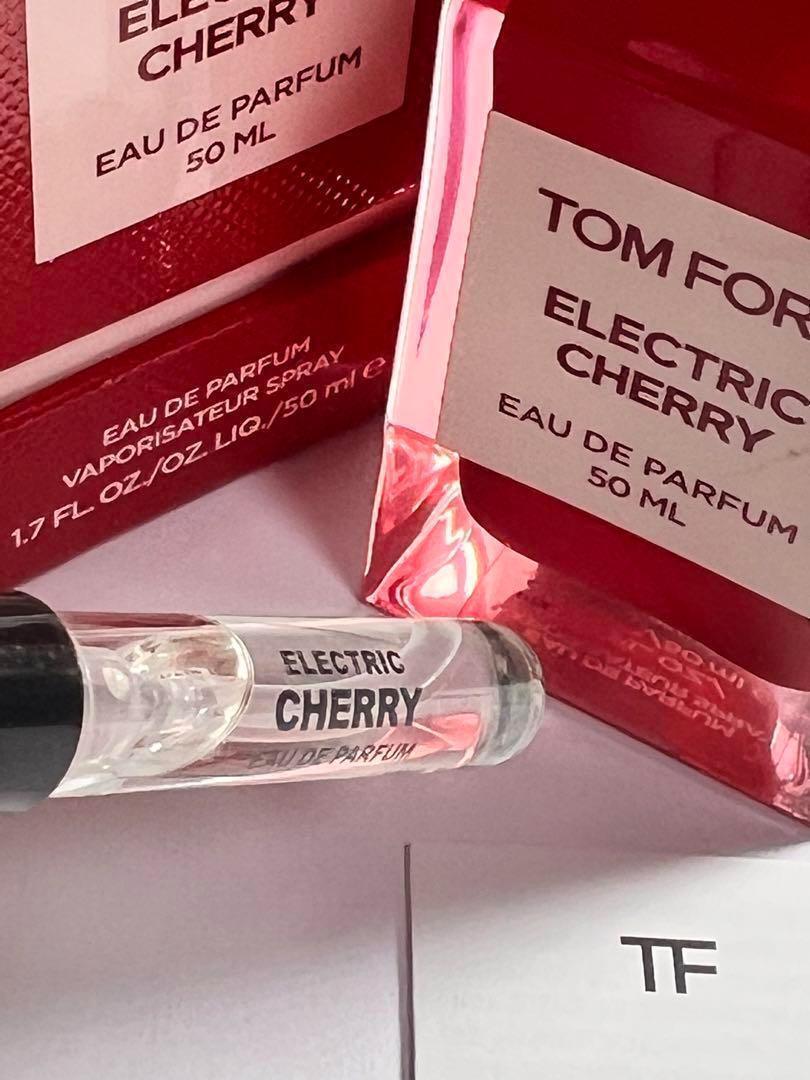 CHERRY
EAU DE PARFUM
50 ML
EAU DE PARFUM
VAPORISATEUR SPRAY
1.7 FL. OZ./OZ. LIQ./50 ml e
TOM FOR
ELECTRIC
CHERRY
EAU DE PARFUM
50 ML
ELECTRIC
CHERRY
EAU DE PARFUM
TF